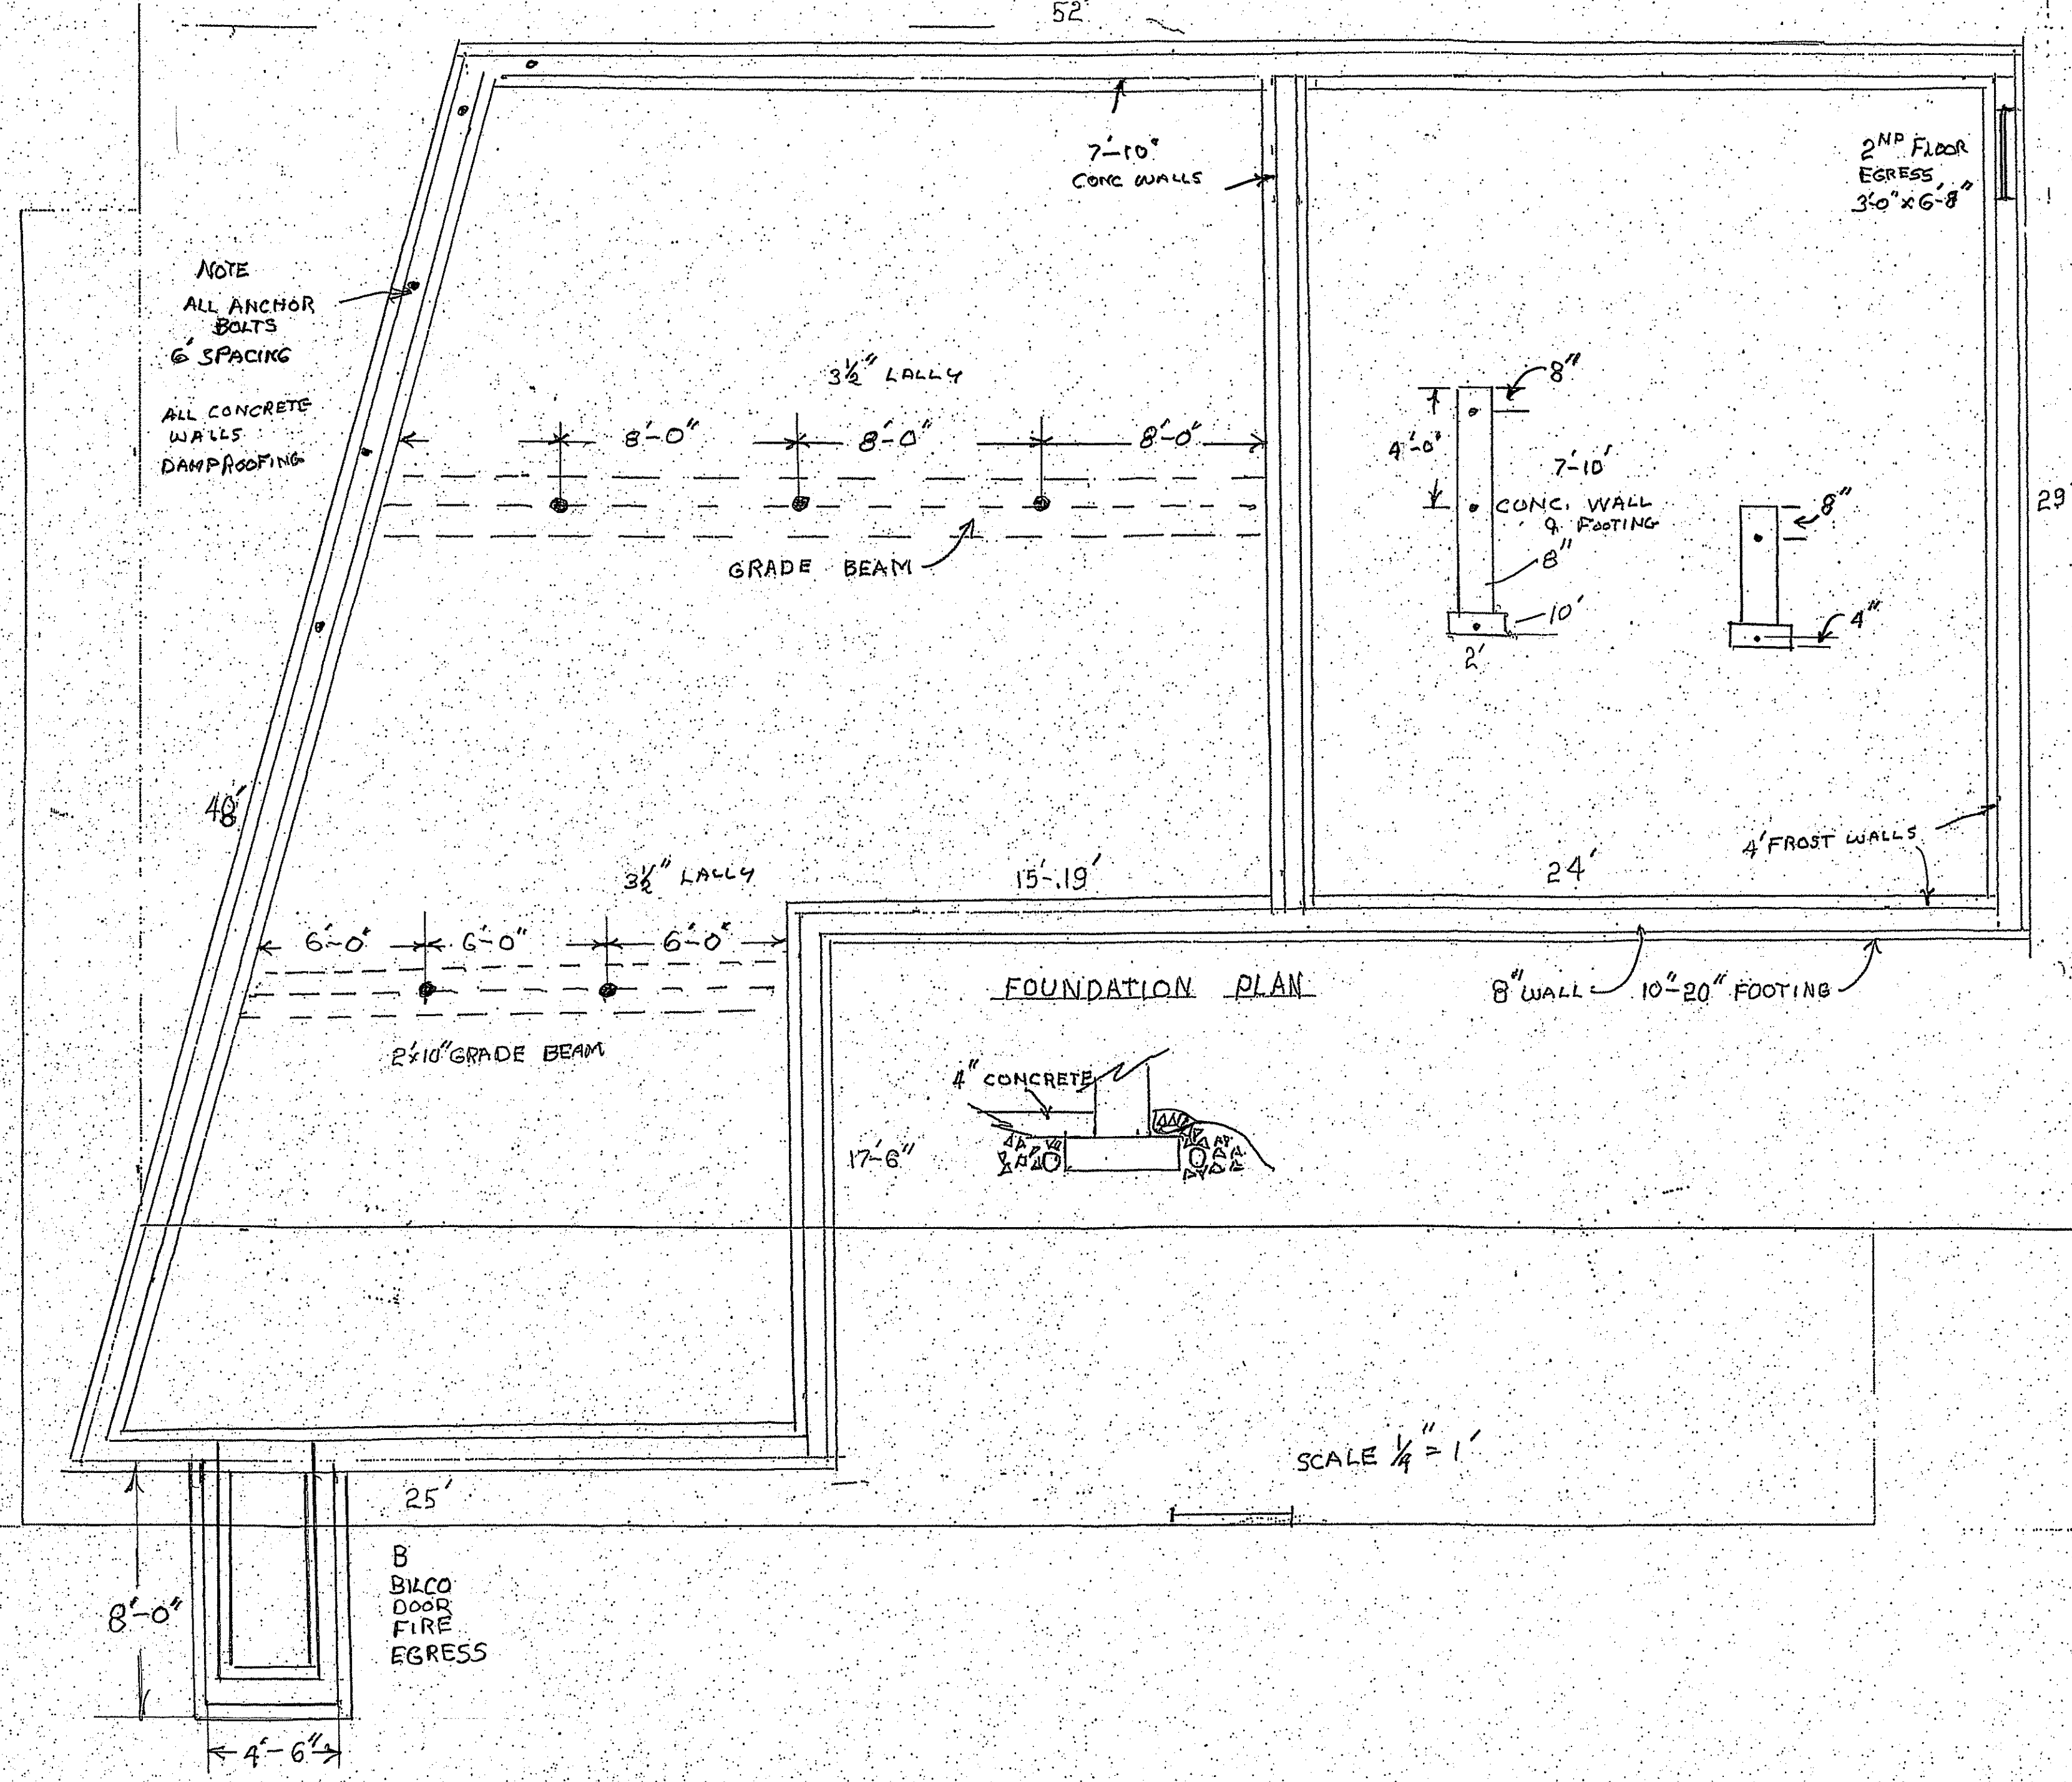 52'
7'-10"
CONC WALLS
2ND FLOOR
EGRESS
3'-0" x 6'-8"
NOTE
ALL ANCHOR
BOLTS
6' SPACING
ALL CONCRETE
WALLS
DAMPROOFING
3½" LALLY
8'-0" 8'-0" 8'-0"
GRADE BEAM
8"
4'-0"
7'-10'
CONC. WALL
& FOOTING
8"
10'
2'
8"
4"
29'
48'
3½" LALLY
15'-.19'
24'
4' FROST WALLS
6'-0" 6'-0" 6'-0"
2'x10" GRADE BEAM
FOUNDATION PLAN
8" WALL
10"-20" FOOTING
4" CONCRETE
17'-6"
SCALE ¼" = 1'
25'
B
BILCO
DOOR
FIRE
EGRESS
8'-0"
4'-6"